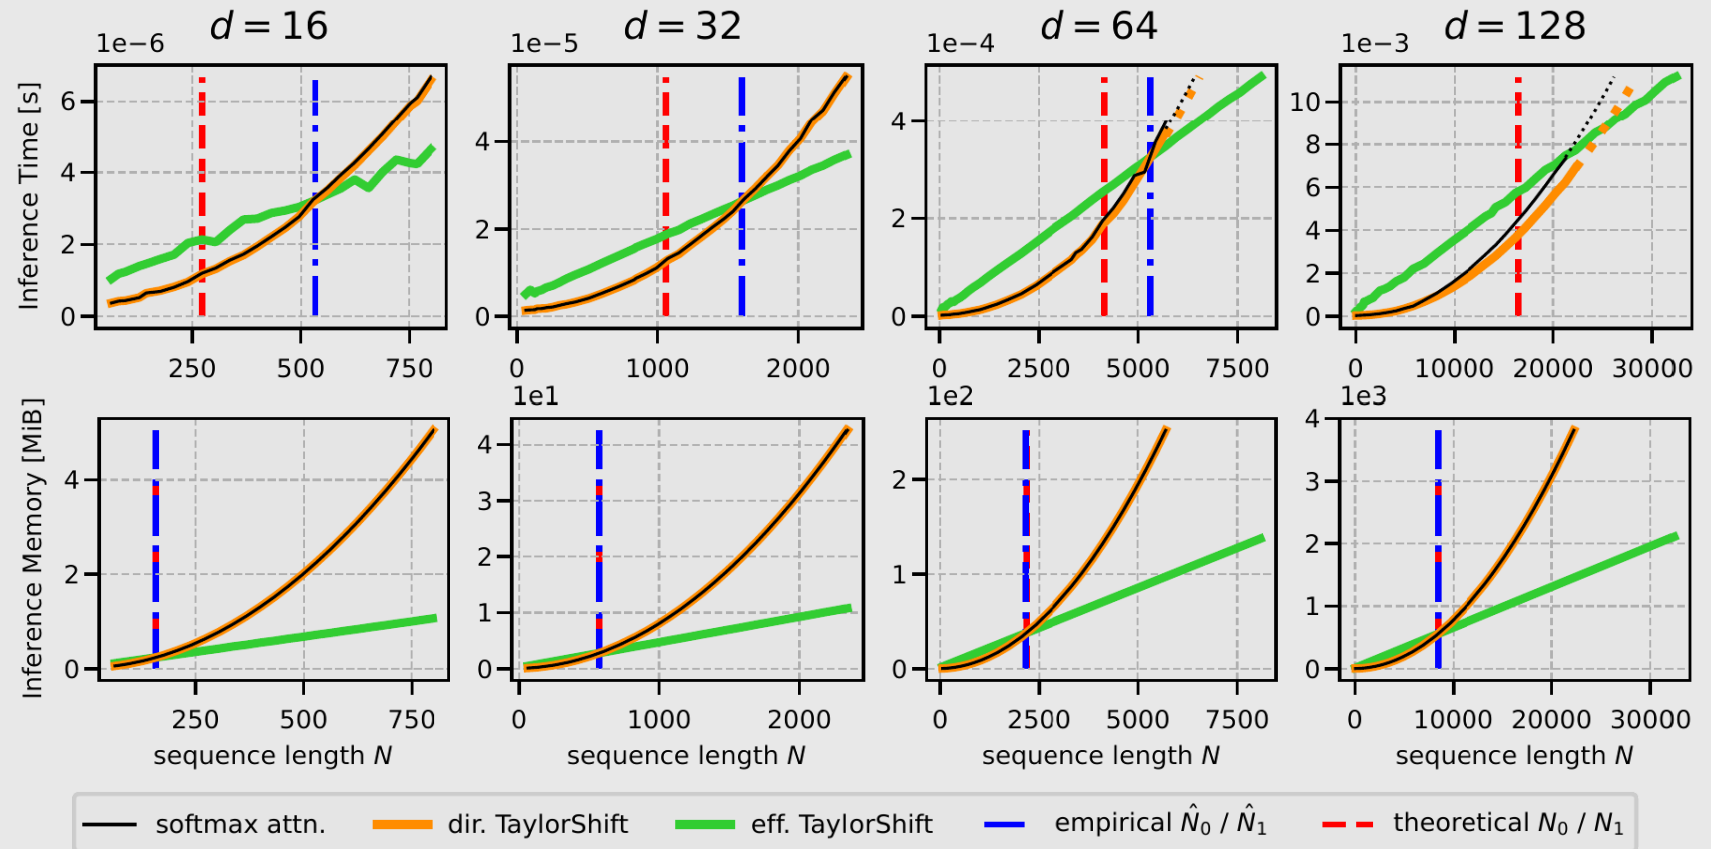 d = 16 d = 32 d = 64 d = 128
1e−6 1e−5 1e−4 1e−3
Inference Time [s]
6
4
2
0
250 500 750
4
2
0
0 1000 2000
4
2
0
0 2500 5000 7500
10
8
6
4
2
0
0 10000 20000 30000
1e1 1e2 1e3
Inference Memory [MiB]
4
2
0
250 500 750
sequence length N
4
3
2
1
0
0 1000 2000
sequence length N
2
1
0
0 2500 5000 7500
sequence length N
4
3
2
1
0
0 10000 20000 30000
sequence length N
softmax attn. dir. TaylorShift eff. TaylorShift empirical N̂₀ / N̂₁ theoretical N₀ / N₁